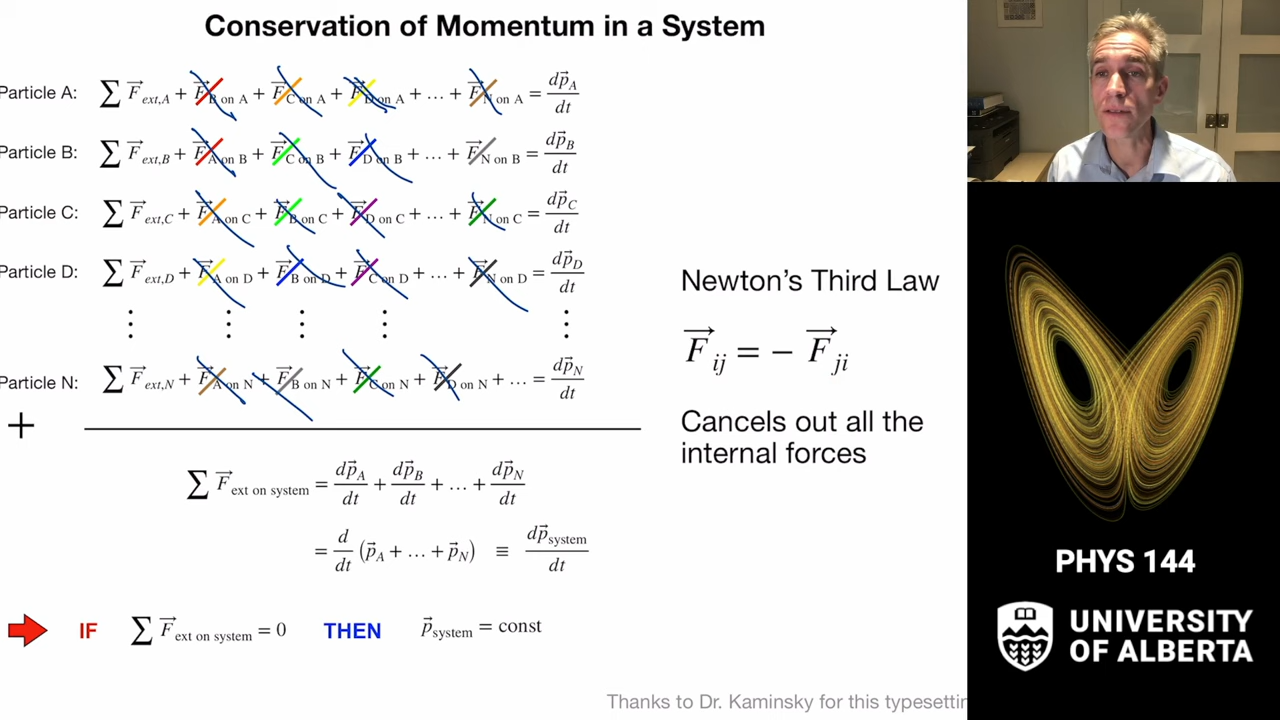 Conservation of Momentum in a System
Particle A: ∑ F⃗ext,A + F⃗B on A + F⃗C on A + F⃗D on A + … + F⃗N on A = dp⃗A/dt
Particle B: ∑ F⃗ext,B + F⃗A on B + F⃗C on B + F⃗D on B + … + F⃗N on B = dp⃗B/dt
Particle C: ∑ F⃗ext,C + F⃗A on C + F⃗B on C + F⃗D on C + … + F⃗N on C = dp⃗C/dt
Particle D: ∑ F⃗ext,D + F⃗A on D + F⃗B on D + F⃗C on D + … + F⃗N on D = dp⃗D/dt
⋮ ⋮ ⋮ ⋮ ⋮
Particle N: ∑ F⃗ext,N + F⃗A on N + F⃗B on N + F⃗C on N + F⃗D on N + … = dp⃗N/dt
+
∑ F⃗ext on system = dp⃗A/dt + dp⃗B/dt + … + dp⃗N/dt
= d/dt (p⃗A + … + p⃗N) ≡ dp⃗system/dt
IF ∑ F⃗ext on system = 0 THEN p⃗system = const
Newton's Third Law
F⃗ij = − F⃗ji
Cancels out all the
internal forces
Thanks to Dr. Kaminsky for this typesettin
PHYS 144
UNIVERSITY
OF ALBERTA